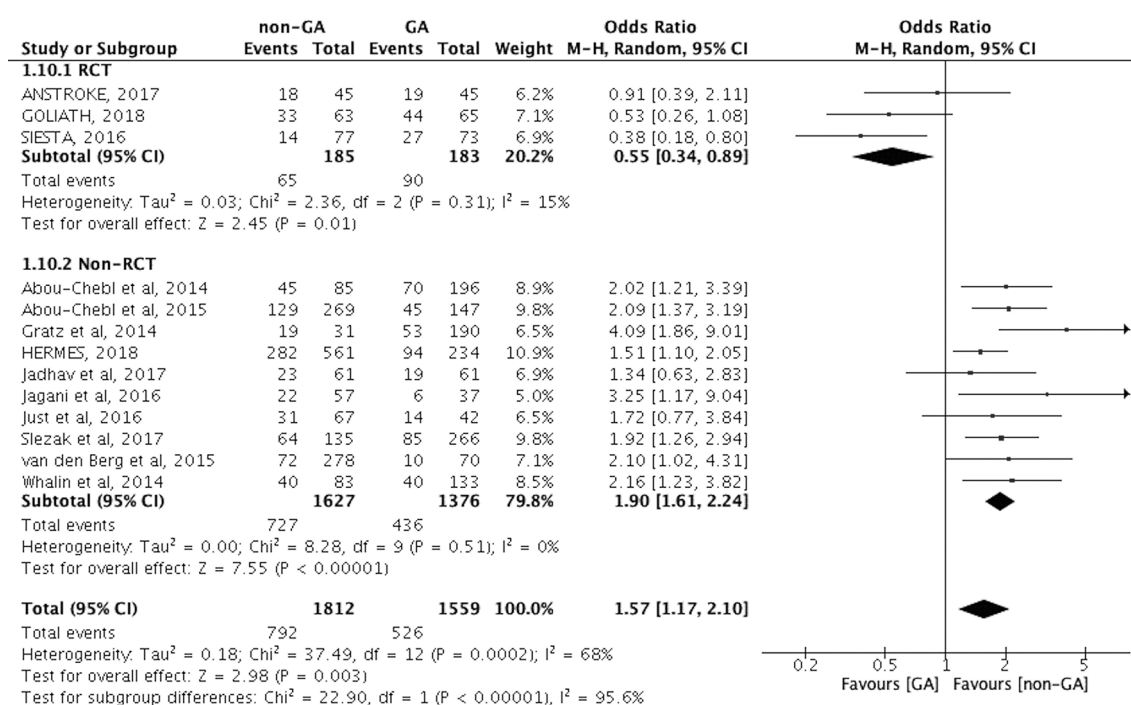 non-GA GA Odds Ratio Odds Ratio
Study or Subgroup Events Total Events Total Weight M-H, Random, 95% CI M-H, Random, 95% CI
1.10.1 RCT
ANSTROKE, 2017 18 45 19 45 6.2% 0.91 [0.39, 2.11]
GOLIATH, 2018 33 63 44 65 7.1% 0.53 [0.26, 1.08]
SIESTA, 2016 14 77 27 73 6.9% 0.38 [0.18, 0.80]
Subtotal (95% CI) 185 183 20.2% 0.55 [0.34, 0.89]
Total events 65 90
Heterogeneity: Tau² = 0.03; Chi² = 2.36, df = 2 (P = 0.31); I² = 15%
Test for overall effect: Z = 2.45 (P = 0.01)
1.10.2 Non-RCT
Abou-Chebl et al, 2014 45 85 70 196 8.9% 2.02 [1.21, 3.39]
Abou-Chebl et al, 2015 129 269 45 147 9.8% 2.09 [1.37, 3.19]
Gratz et al, 2014 19 31 53 190 6.5% 4.09 [1.86, 9.01]
HERMES, 2018 282 561 94 234 10.9% 1.51 [1.10, 2.05]
Jadhav et al, 2017 23 61 19 61 6.9% 1.34 [0.63, 2.83]
Jagani et al, 2016 22 57 6 37 5.0% 3.25 [1.17, 9.04]
Just et al, 2016 31 67 14 42 6.5% 1.72 [0.77, 3.84]
Slezak et al, 2017 64 135 85 266 9.8% 1.92 [1.26, 2.94]
van den Berg et al, 2015 72 278 10 70 7.1% 2.10 [1.02, 4.31]
Whalin et al, 2014 40 83 40 133 8.5% 2.16 [1.23, 3.82]
Subtotal (95% CI) 1627 1376 79.8% 1.90 [1.61, 2.24]
Total events 727 436
Heterogeneity: Tau² = 0.00; Chi² = 8.28, df = 9 (P = 0.51); I² = 0%
Test for overall effect: Z = 7.55 (P < 0.00001)
Total (95% CI) 1812 1559 100.0% 1.57 [1.17, 2.10]
Total events 792 526
Heterogeneity: Tau² = 0.18; Chi² = 37.49, df = 12 (P = 0.0002); I² = 68%
Test for overall effect: Z = 2.98 (P = 0.003)
Test for subgroup differences: Chi² = 22.90, df = 1 (P < 0.00001), I² = 95.6%
0.2 0.5 1 2 5
Favours [GA] Favours [non-GA]